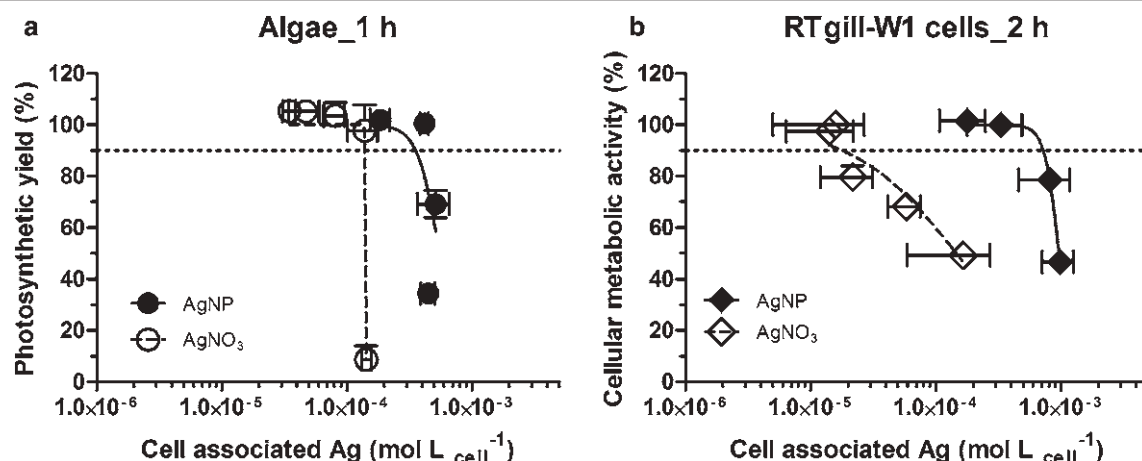 a
Algae_1 h
Photosynthetic yield (%)
120
100
80
60
40
20
0
AgNP
AgNO₃
1.0×10⁻⁶
1.0×10⁻⁵
1.0×10⁻⁴
1.0×10⁻³
Cell associated Ag (mol L cell⁻¹)
b
RTgill-W1 cells_2 h
Cellular metabolic activity (%)
120
100
80
60
40
20
0
AgNP
AgNO₃
1.0×10⁻⁶
1.0×10⁻⁵
1.0×10⁻⁴
1.0×10⁻³
Cell associated Ag (mol L cell⁻¹)